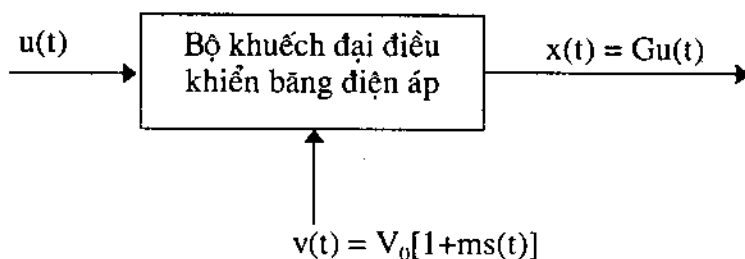 u(t)
Bộ khuếch đại điều
khiển bằng điện áp
x(t) = Gu(t)
v(t) = V₀[1+ms(t)]